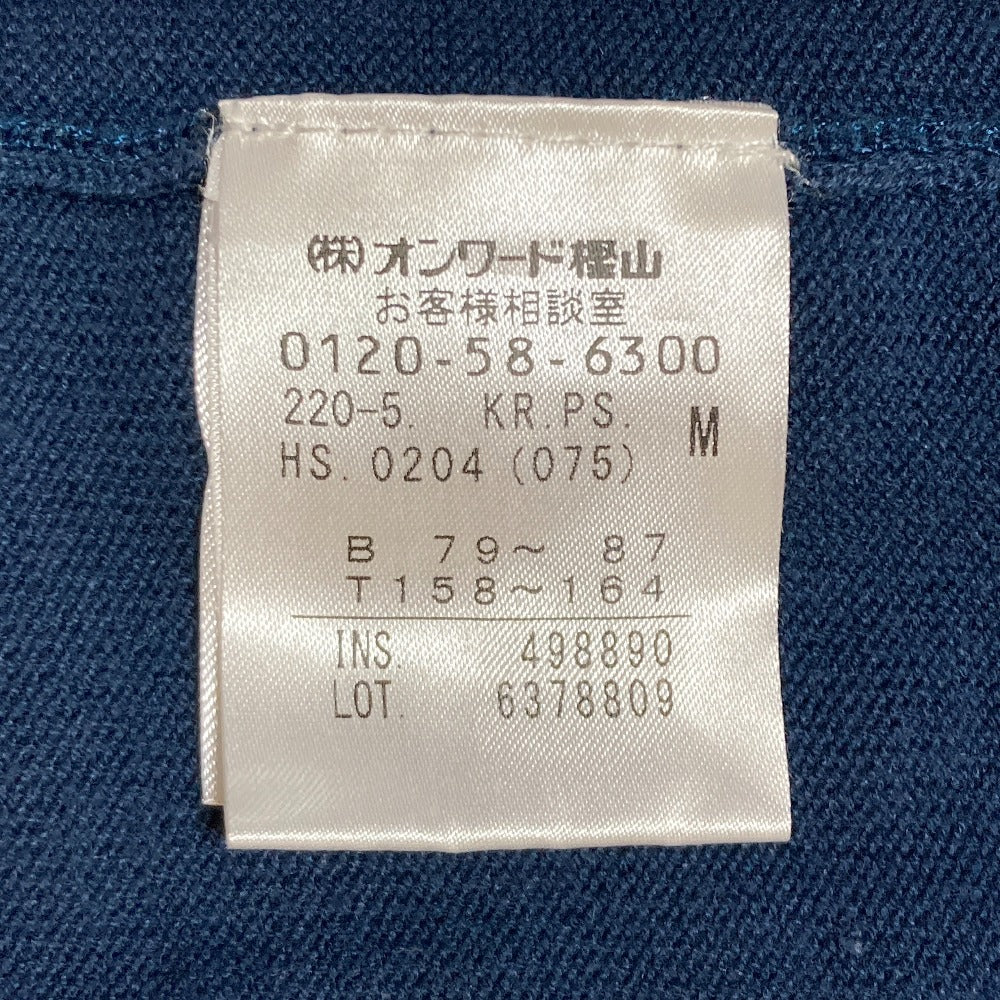 (株)オンワード樫山
お客様相談室
0120-58-6300
220-5. KR.PS. M
HS. 0204 (075)
B 79～ 87
T158～164
INS. 498890
LOT. 6378809